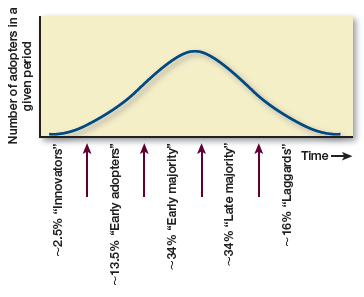 Number of adopters in a
given period
Time
~2.5% "Innovators"
~13.5% "Early adopters"
~34% "Early majority"
~34% "Late majority"
~16% "Laggards"